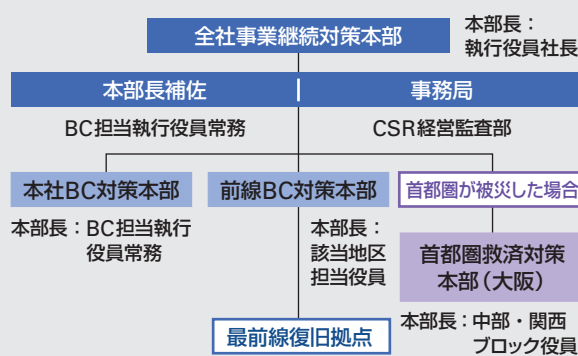 全社事業継続対策本部
本部長：
執行役員社長
本部長補佐
事務局
BC担当執行役員常務
CSR経営監査部
本社BC対策本部
前線BC対策本部
首都圏が被災した場合
本部長：BC担当執行
役員常務
本部長：
該当地区
担当役員
首都圏救済対策
本部（大阪）
最前線復旧拠点
本部長：中部・関西
ブロック役員